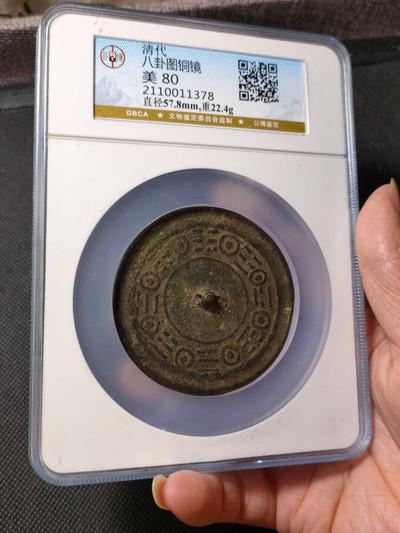 清代
八卦图铜镜
美 80
2110011378
直径57.8mm,重22.4g
GBCA ★ 文物鉴定委员会监制 ★ 公博鉴定